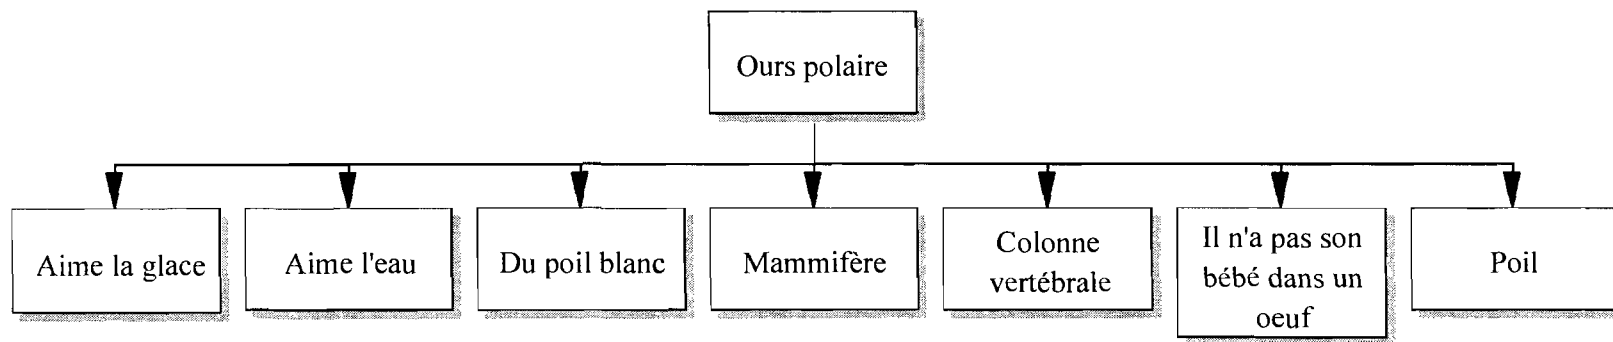 Ours polaire
Aime la glace
Aime l'eau
Du poil blanc
Mammifère
Colonne
vertébrale
Il n'a pas son
bébé dans un
oeuf
Poil